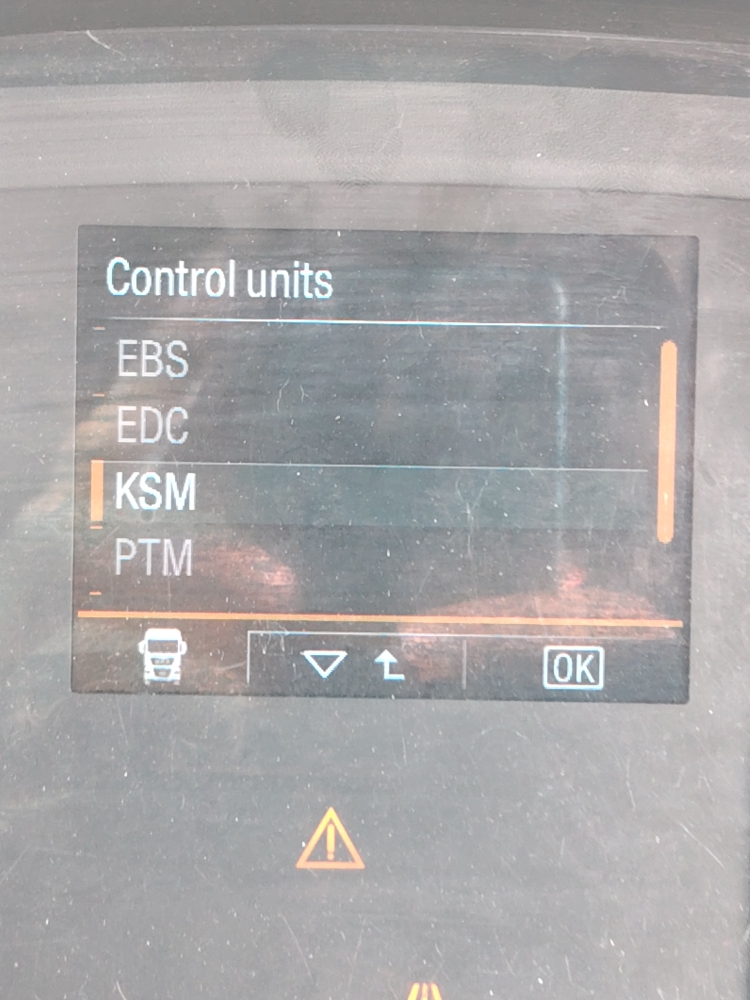 Control units
EBS
EDC
KSM
PTM
OK